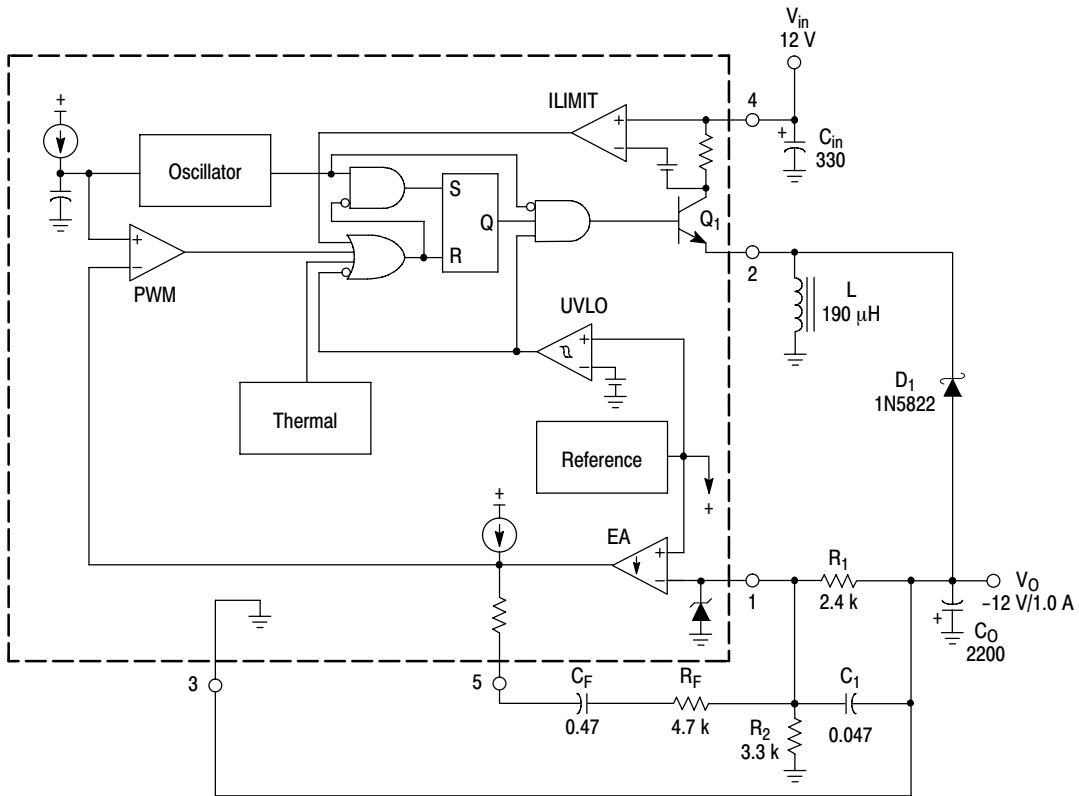 Vin
12 V
+
ILIMIT
4
+
−
+
Cin
330
Oscillator
S
Q
R
Q1
2
+
−
PWM
L
190 μH
UVLO
+
−
D1
1N5822
Thermal
Reference
+
+
EA
+
−
1
R1
2.4 k
VO
−12 V/1.0 A
+
CO
2200
3
5
CF
0.47
RF
4.7 k
C1
0.047
R2
3.3 k